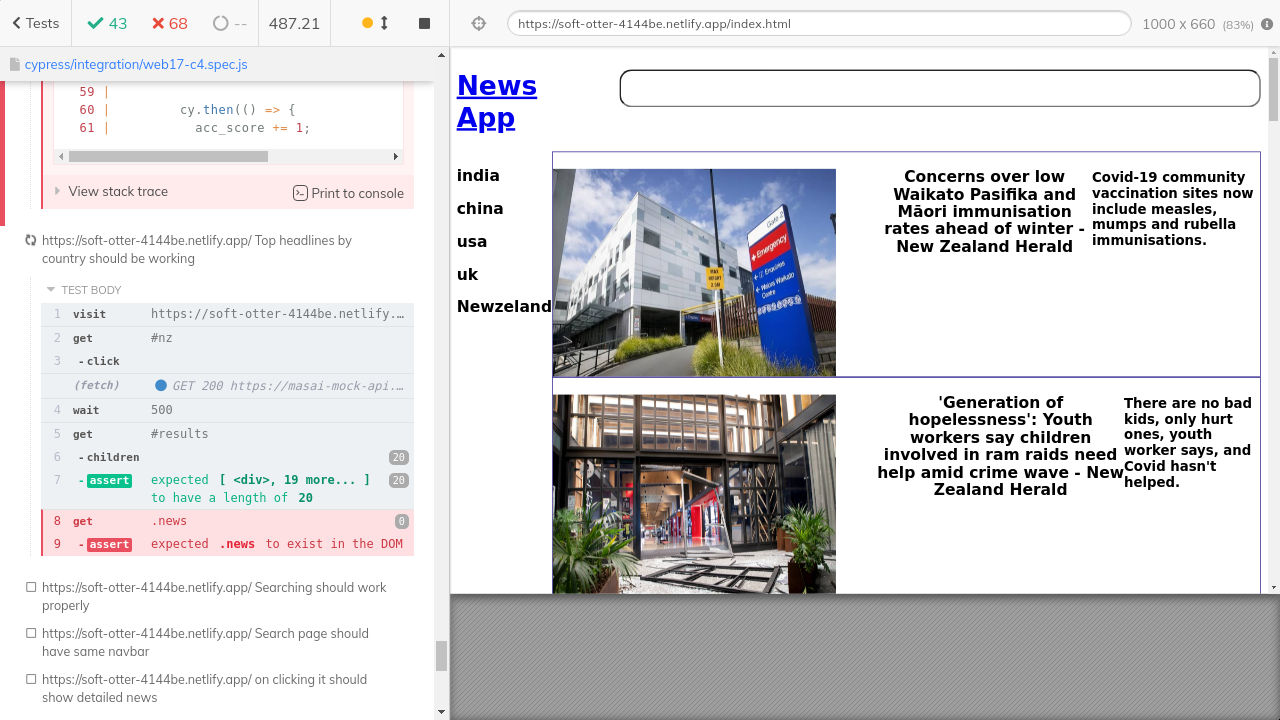 Tests
43
68
--
487.21
cypress/integration/web17-c4.spec.js
59 |
60 | cy.then(() => {
61 | acc_score += 1;
View stack trace
Print to console
https://soft-otter-4144be.netlify.app/ Top headlines by
country should be working
TEST BODY
1 visit https://soft-otter-4144be.netlify.…
2 get #nz
3 -click
(fetch) GET 200 https://masai-mock-api.…
4 wait 500
5 get #results
6 -children 20
7 -assert expected [ <div>, 19 more... ] 20
to have a length of 20
8 get .news 0
9 -assert expected .news to exist in the DOM
https://soft-otter-4144be.netlify.app/ Searching should work
properly
https://soft-otter-4144be.netlify.app/ Search page should
have same navbar
https://soft-otter-4144be.netlify.app/ on clicking it should
show detailed news
https://soft-otter-4144be.netlify.app/index.html
1000 x 660 (83%)
News
App
india
china
usa
uk
Newzeland
Emergency
Concerns over low
Waikato Pasifika and
Māori immunisation
rates ahead of winter -
New Zealand Herald
Covid-19 community
vaccination sites now
include measles,
mumps and rubella
immunisations.
'Generation of
hopelessness': Youth
workers say children
involved in ram raids need
help amid crime wave - New
Zealand Herald
There are no bad
kids, only hurt
ones, youth
worker says, and
Covid hasn't
helped.